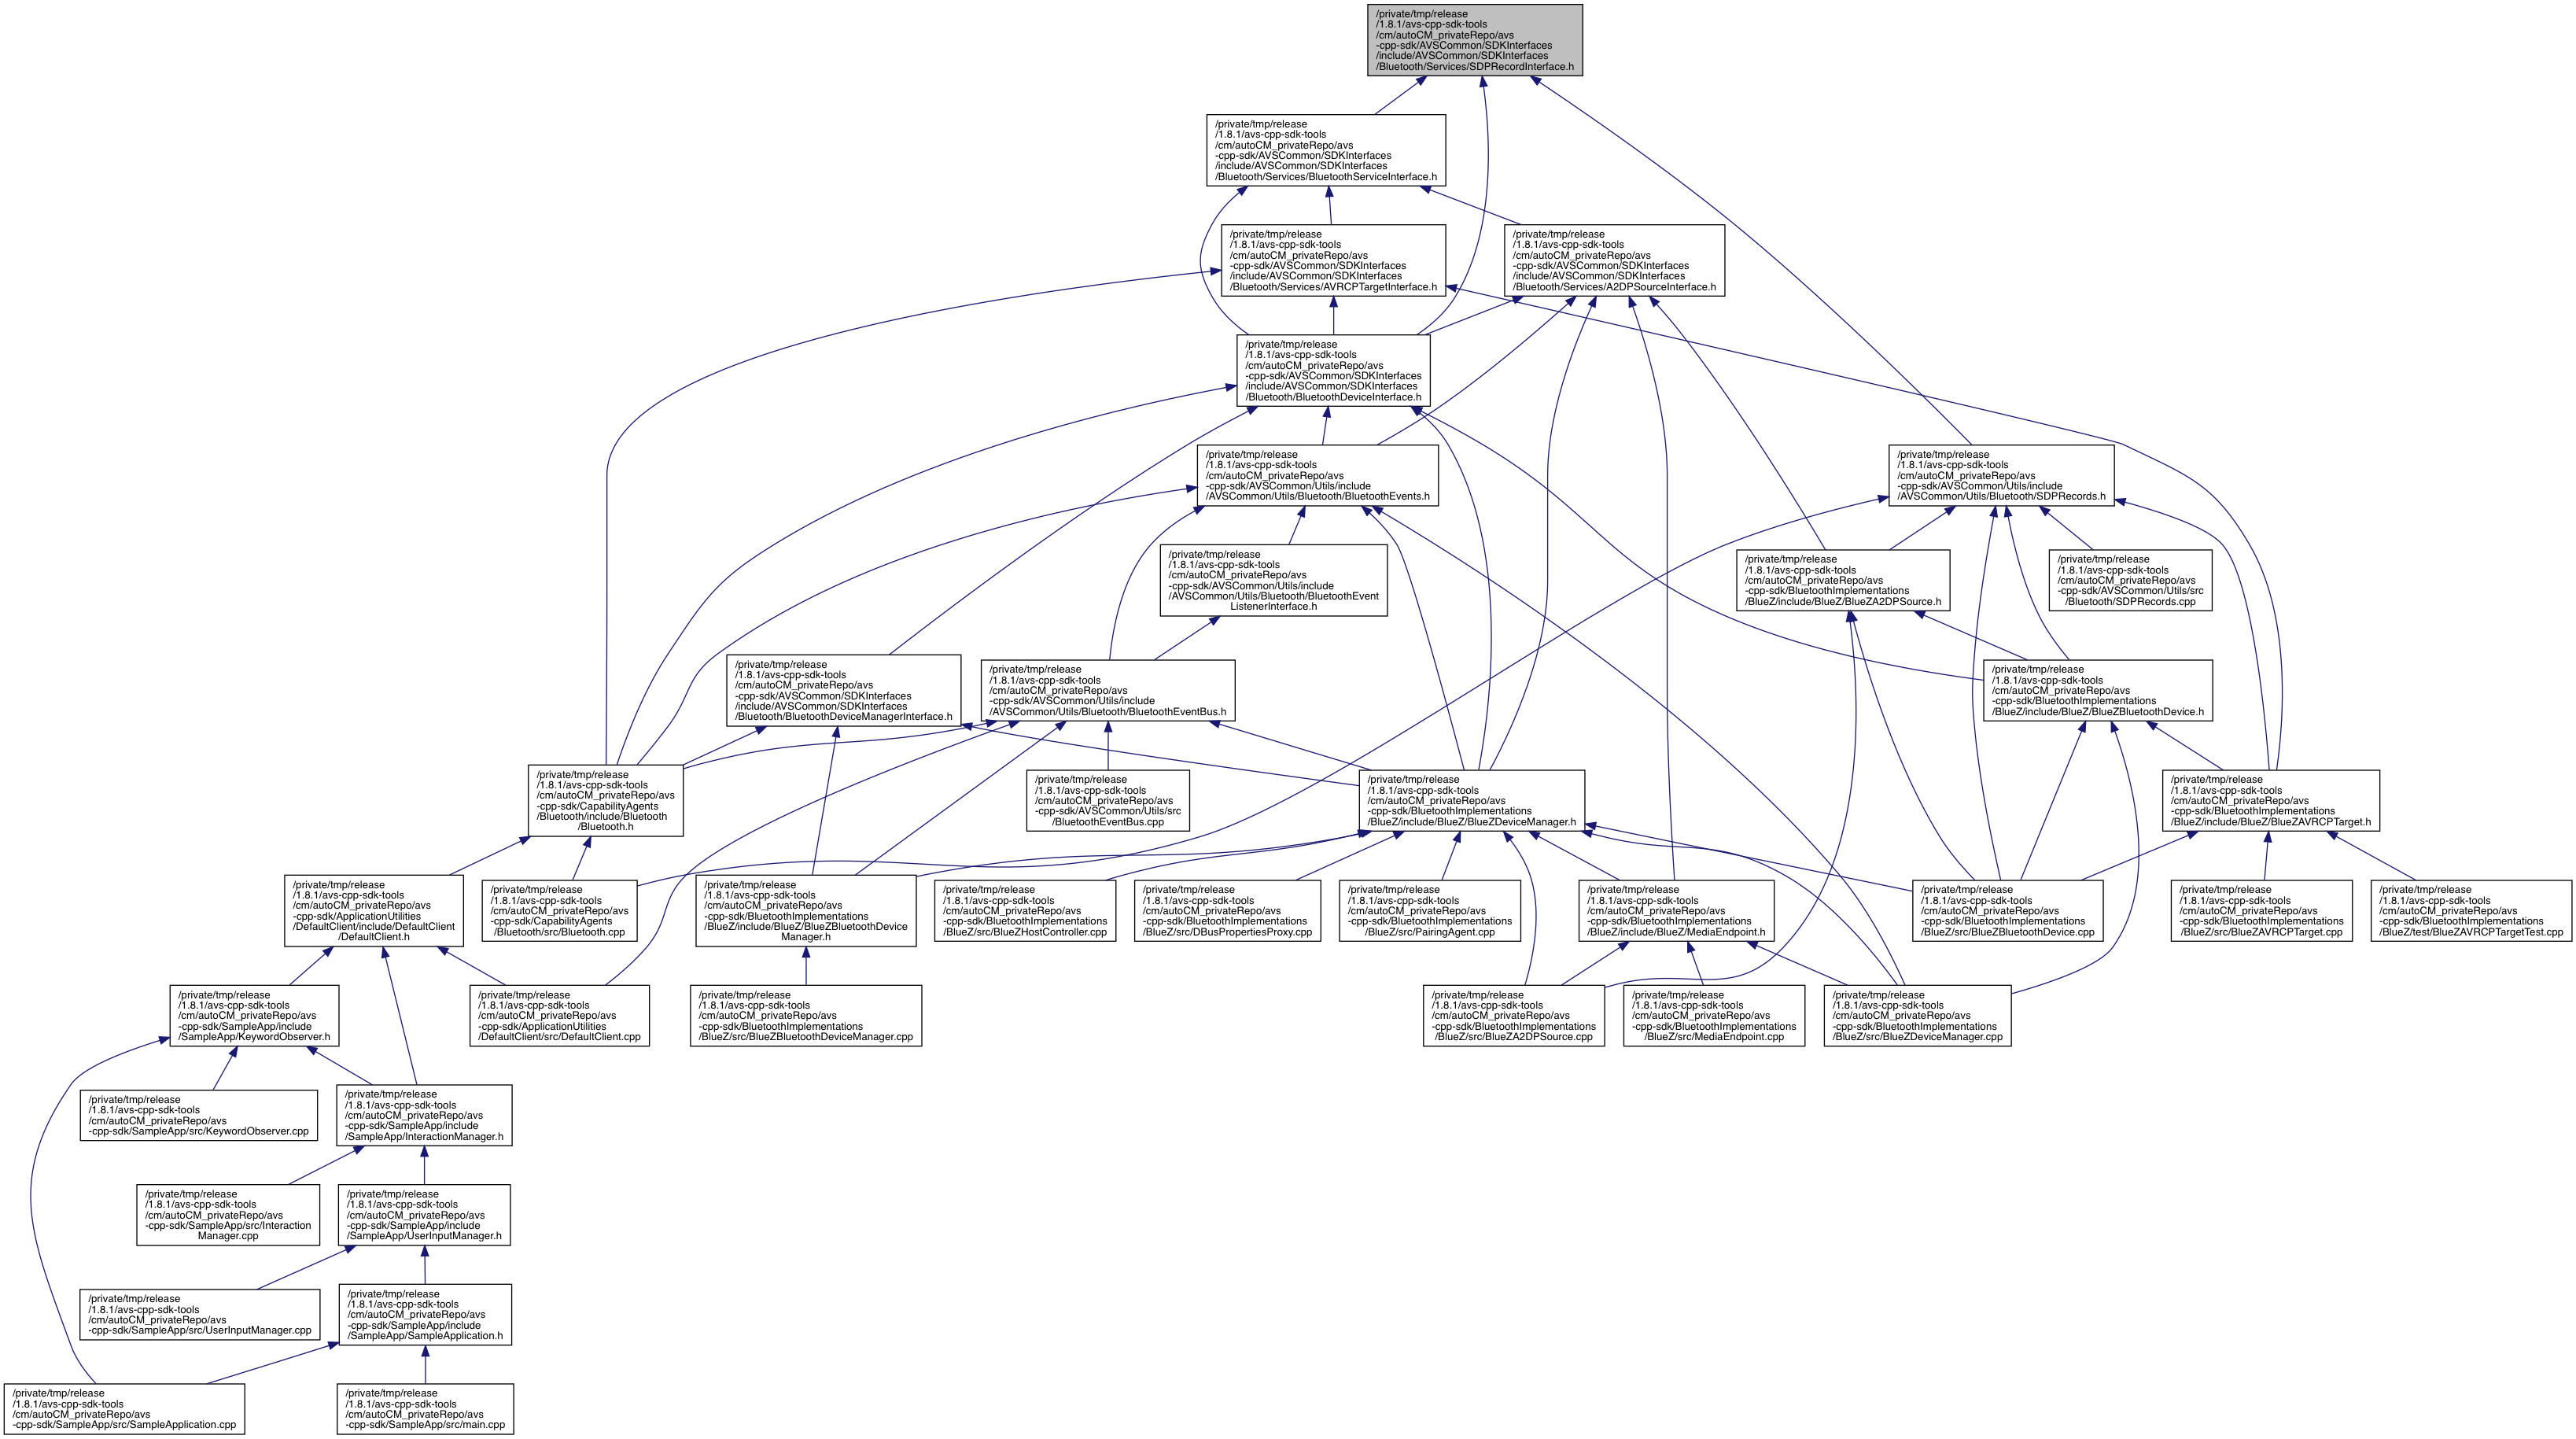 /private/tmp/release
/1.8.1/avs-cpp-sdk-tools
/cm/autoCM_privateRepo/avs
-cpp-sdk/AVSCommon/SDKInterfaces
/include/AVSCommon/SDKInterfaces
/Bluetooth/Services/SDPRecordInterface.h
/private/tmp/release
/1.8.1/avs-cpp-sdk-tools
/cm/autoCM_privateRepo/avs
-cpp-sdk/AVSCommon/SDKInterfaces
/include/AVSCommon/SDKInterfaces
/Bluetooth/Services/BluetoothServiceInterface.h
/private/tmp/release
/1.8.1/avs-cpp-sdk-tools
/cm/autoCM_privateRepo/avs
-cpp-sdk/AVSCommon/SDKInterfaces
/include/AVSCommon/SDKInterfaces
/Bluetooth/Services/AVRCPTargetInterface.h
/private/tmp/release
/1.8.1/avs-cpp-sdk-tools
/cm/autoCM_privateRepo/avs
-cpp-sdk/AVSCommon/SDKInterfaces
/include/AVSCommon/SDKInterfaces
/Bluetooth/Services/A2DPSourceInterface.h
/private/tmp/release
/1.8.1/avs-cpp-sdk-tools
/cm/autoCM_privateRepo/avs
-cpp-sdk/AVSCommon/SDKInterfaces
/include/AVSCommon/SDKInterfaces
/Bluetooth/BluetoothDeviceInterface.h
/private/tmp/release
/1.8.1/avs-cpp-sdk-tools
/cm/autoCM_privateRepo/avs
-cpp-sdk/AVSCommon/Utils/include
/AVSCommon/Utils/Bluetooth/BluetoothEvents.h
/private/tmp/release
/1.8.1/avs-cpp-sdk-tools
/cm/autoCM_privateRepo/avs
-cpp-sdk/AVSCommon/Utils/include
/AVSCommon/Utils/Bluetooth/SDPRecords.h
/private/tmp/release
/1.8.1/avs-cpp-sdk-tools
/cm/autoCM_privateRepo/avs
-cpp-sdk/AVSCommon/Utils/include
/AVSCommon/Utils/Bluetooth/BluetoothEvent
ListenerInterface.h
/private/tmp/release
/1.8.1/avs-cpp-sdk-tools
/cm/autoCM_privateRepo/avs
-cpp-sdk/BluetoothImplementations
/BlueZ/include/BlueZ/BlueZA2DPSource.h
/private/tmp/release
/1.8.1/avs-cpp-sdk-tools
/cm/autoCM_privateRepo/avs
-cpp-sdk/AVSCommon/Utils/src
/Bluetooth/SDPRecords.cpp
/private/tmp/release
/1.8.1/avs-cpp-sdk-tools
/cm/autoCM_privateRepo/avs
-cpp-sdk/AVSCommon/SDKInterfaces
/include/AVSCommon/SDKInterfaces
/Bluetooth/BluetoothDeviceManagerInterface.h
/private/tmp/release
/1.8.1/avs-cpp-sdk-tools
/cm/autoCM_privateRepo/avs
-cpp-sdk/AVSCommon/Utils/include
/AVSCommon/Utils/Bluetooth/BluetoothEventBus.h
/private/tmp/release
/1.8.1/avs-cpp-sdk-tools
/cm/autoCM_privateRepo/avs
-cpp-sdk/BluetoothImplementations
/BlueZ/include/BlueZ/BlueZBluetoothDevice.h
/private/tmp/release
/1.8.1/avs-cpp-sdk-tools
/cm/autoCM_privateRepo/avs
-cpp-sdk/CapabilityAgents
/Bluetooth/include/Bluetooth
/Bluetooth.h
/private/tmp/release
/1.8.1/avs-cpp-sdk-tools
/cm/autoCM_privateRepo/avs
-cpp-sdk/AVSCommon/Utils/src
/BluetoothEventBus.cpp
/private/tmp/release
/1.8.1/avs-cpp-sdk-tools
/cm/autoCM_privateRepo/avs
-cpp-sdk/BluetoothImplementations
/BlueZ/include/BlueZ/BlueZDeviceManager.h
/private/tmp/release
/1.8.1/avs-cpp-sdk-tools
/cm/autoCM_privateRepo/avs
-cpp-sdk/BluetoothImplementations
/BlueZ/include/BlueZ/BlueZAVRCPTarget.h
/private/tmp/release
/1.8.1/avs-cpp-sdk-tools
/cm/autoCM_privateRepo/avs
-cpp-sdk/ApplicationUtilities
/DefaultClient/include/DefaultClient
/DefaultClient.h
/private/tmp/release
/1.8.1/avs-cpp-sdk-tools
/cm/autoCM_privateRepo/avs
-cpp-sdk/CapabilityAgents
/Bluetooth/src/Bluetooth.cpp
/private/tmp/release
/1.8.1/avs-cpp-sdk-tools
/cm/autoCM_privateRepo/avs
-cpp-sdk/BluetoothImplementations
/BlueZ/include/BlueZ/BlueZBluetoothDevice
Manager.h
/private/tmp/release
/1.8.1/avs-cpp-sdk-tools
/cm/autoCM_privateRepo/avs
-cpp-sdk/BluetoothImplementations
/BlueZ/src/BlueZHostController.cpp
/private/tmp/release
/1.8.1/avs-cpp-sdk-tools
/cm/autoCM_privateRepo/avs
-cpp-sdk/BluetoothImplementations
/BlueZ/src/DBusPropertiesProxy.cpp
/private/tmp/release
/1.8.1/avs-cpp-sdk-tools
/cm/autoCM_privateRepo/avs
-cpp-sdk/BluetoothImplementations
/BlueZ/src/PairingAgent.cpp
/private/tmp/release
/1.8.1/avs-cpp-sdk-tools
/cm/autoCM_privateRepo/avs
-cpp-sdk/BluetoothImplementations
/BlueZ/include/BlueZ/MediaEndpoint.h
/private/tmp/release
/1.8.1/avs-cpp-sdk-tools
/cm/autoCM_privateRepo/avs
-cpp-sdk/BluetoothImplementations
/BlueZ/src/BlueZBluetoothDevice.cpp
/private/tmp/release
/1.8.1/avs-cpp-sdk-tools
/cm/autoCM_privateRepo/avs
-cpp-sdk/BluetoothImplementations
/BlueZ/src/BlueZAVRCPTarget.cpp
/private/tmp/release
/1.8.1/avs-cpp-sdk-tools
/cm/autoCM_privateRepo/avs
-cpp-sdk/BluetoothImplementations
/BlueZ/test/BlueZAVRCPTargetTest.cpp
/private/tmp/release
/1.8.1/avs-cpp-sdk-tools
/cm/autoCM_privateRepo/avs
-cpp-sdk/SampleApp/include
/SampleApp/KeywordObserver.h
/private/tmp/release
/1.8.1/avs-cpp-sdk-tools
/cm/autoCM_privateRepo/avs
-cpp-sdk/ApplicationUtilities
/DefaultClient/src/DefaultClient.cpp
/private/tmp/release
/1.8.1/avs-cpp-sdk-tools
/cm/autoCM_privateRepo/avs
-cpp-sdk/BluetoothImplementations
/BlueZ/src/BlueZBluetoothDeviceManager.cpp
/private/tmp/release
/1.8.1/avs-cpp-sdk-tools
/cm/autoCM_privateRepo/avs
-cpp-sdk/BluetoothImplementations
/BlueZ/src/BlueZA2DPSource.cpp
/private/tmp/release
/1.8.1/avs-cpp-sdk-tools
/cm/autoCM_privateRepo/avs
-cpp-sdk/BluetoothImplementations
/BlueZ/src/MediaEndpoint.cpp
/private/tmp/release
/1.8.1/avs-cpp-sdk-tools
/cm/autoCM_privateRepo/avs
-cpp-sdk/BluetoothImplementations
/BlueZ/src/BlueZDeviceManager.cpp
/private/tmp/release
/1.8.1/avs-cpp-sdk-tools
/cm/autoCM_privateRepo/avs
-cpp-sdk/SampleApp/src/KeywordObserver.cpp
/private/tmp/release
/1.8.1/avs-cpp-sdk-tools
/cm/autoCM_privateRepo/avs
-cpp-sdk/SampleApp/include
/SampleApp/InteractionManager.h
/private/tmp/release
/1.8.1/avs-cpp-sdk-tools
/cm/autoCM_privateRepo/avs
-cpp-sdk/SampleApp/src/Interaction
Manager.cpp
/private/tmp/release
/1.8.1/avs-cpp-sdk-tools
/cm/autoCM_privateRepo/avs
-cpp-sdk/SampleApp/include
/SampleApp/UserInputManager.h
/private/tmp/release
/1.8.1/avs-cpp-sdk-tools
/cm/autoCM_privateRepo/avs
-cpp-sdk/SampleApp/src/UserInputManager.cpp
/private/tmp/release
/1.8.1/avs-cpp-sdk-tools
/cm/autoCM_privateRepo/avs
-cpp-sdk/SampleApp/include
/SampleApp/SampleApplication.h
/private/tmp/release
/1.8.1/avs-cpp-sdk-tools
/cm/autoCM_privateRepo/avs
-cpp-sdk/SampleApp/src/SampleApplication.cpp
/private/tmp/release
/1.8.1/avs-cpp-sdk-tools
/cm/autoCM_privateRepo/avs
-cpp-sdk/SampleApp/src/main.cpp